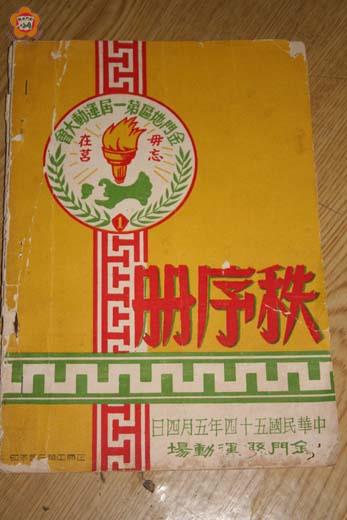 金門地區第一屆運動大會
毋忘
在莒
1
秩序冊
中華民國五十四年五月四日
金門運動場